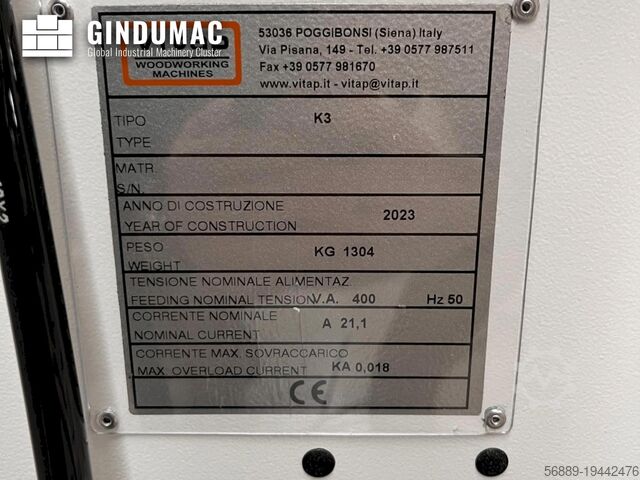 GINDUMAC
Global Industrial Machinery Cluster
WOODWORKING
MACHINES
53036 POGGIBONSI (Siena) Italy
Via Pisana, 149 - Tel. +39 0577 987511
Fax +39 0577 981670
www.vitap.it - vitap@vitap.it
TIPO
TYPE
K3
MATR.
S/N.
ANNO DI COSTRUZIONE
YEAR OF CONSTRUCTION
2023
PESO
WEIGHT
KG 1304
TENSIONE NOMINALE ALIMENTAZ.
FEEDING NOMINAL TENSION V.A. 400 Hz 50
CORRENTE NOMINALE
NOMINAL CURRENT
A 21,1
CORRENTE MAX. SOVRACCARICO
MAX. OVERLOAD CURRENT
KA 0,018
CE
56889-19442476